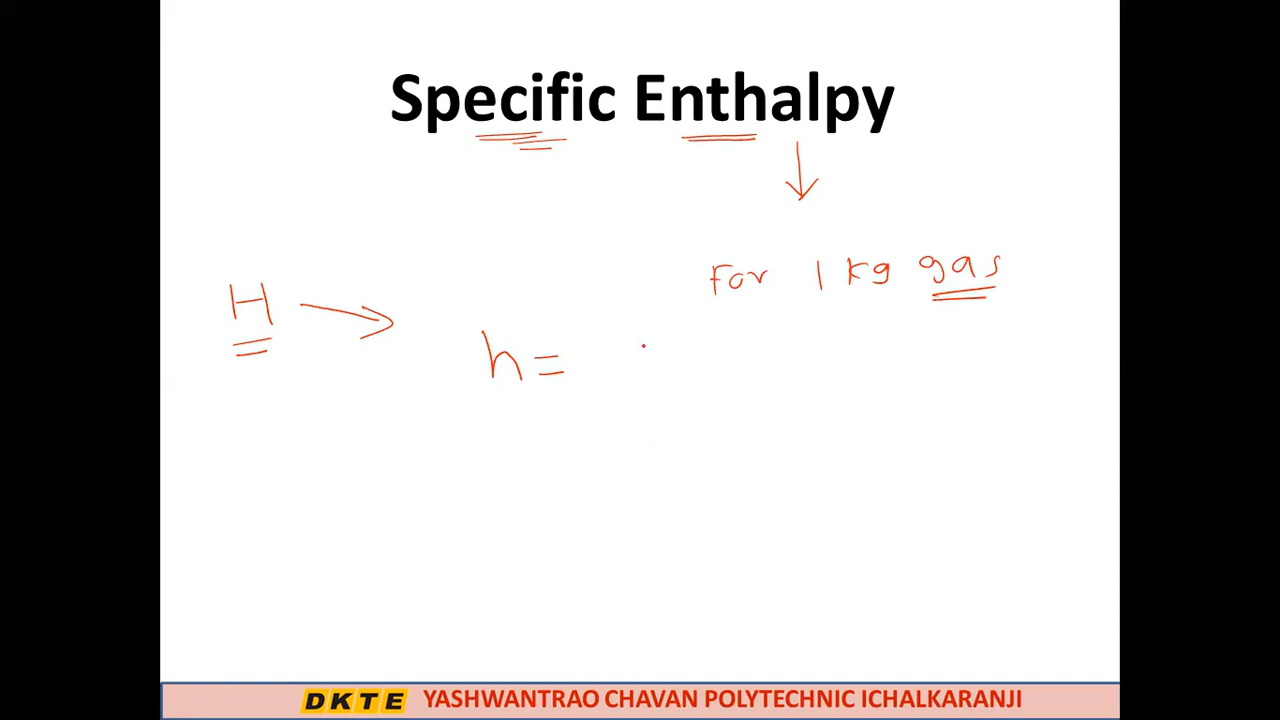 Specific Enthalpy
For 1 kg gas
H
h =
DKTE YASHWANTRAO CHAVAN POLYTECHNIC ICHALKARANJI